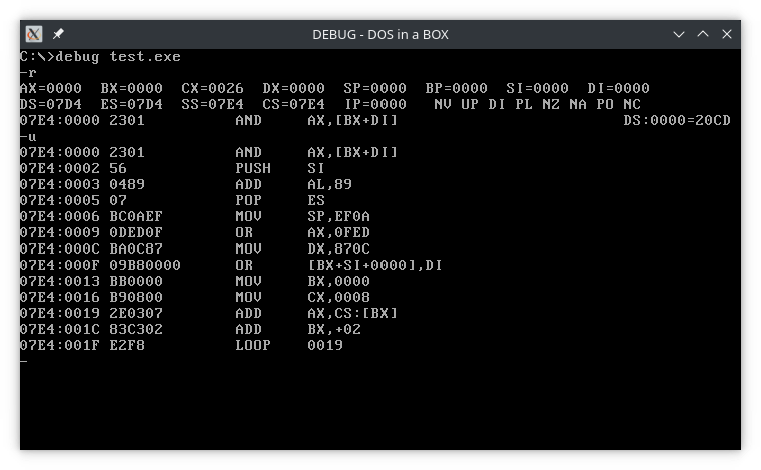 DEBUG - DOS in a BOX
C:\>debug test.exe
-r
AX=0000  BX=0000  CX=0026  DX=0000  SP=0000  BP=0000  SI=0000  DI=0000
DS=07D4  ES=07D4  SS=07E4  CS=07E4  IP=0000   NV UP DI PL NZ NA PO NC
07E4:0000 2301          AND     AX,[BX+DI]                         DS:0000=20CD
-u
07E4:0000 2301          AND     AX,[BX+DI]
07E4:0002 56            PUSH    SI
07E4:0003 0489          ADD     AL,89
07E4:0005 07            POP     ES
07E4:0006 BC0AEF        MOV     SP,EF0A
07E4:0009 0DED0F        OR      AX,0FED
07E4:000C BA0C87        MOV     DX,870C
07E4:000F 09B80000      OR      [BX+SI+0000],DI
07E4:0013 BB0000        MOV     BX,0000
07E4:0016 B90800        MOV     CX,0008
07E4:0019 2E0307        ADD     AX,CS:[BX]
07E4:001C 83C302        ADD     BX,+02
07E4:001F E2F8          LOOP    0019
-